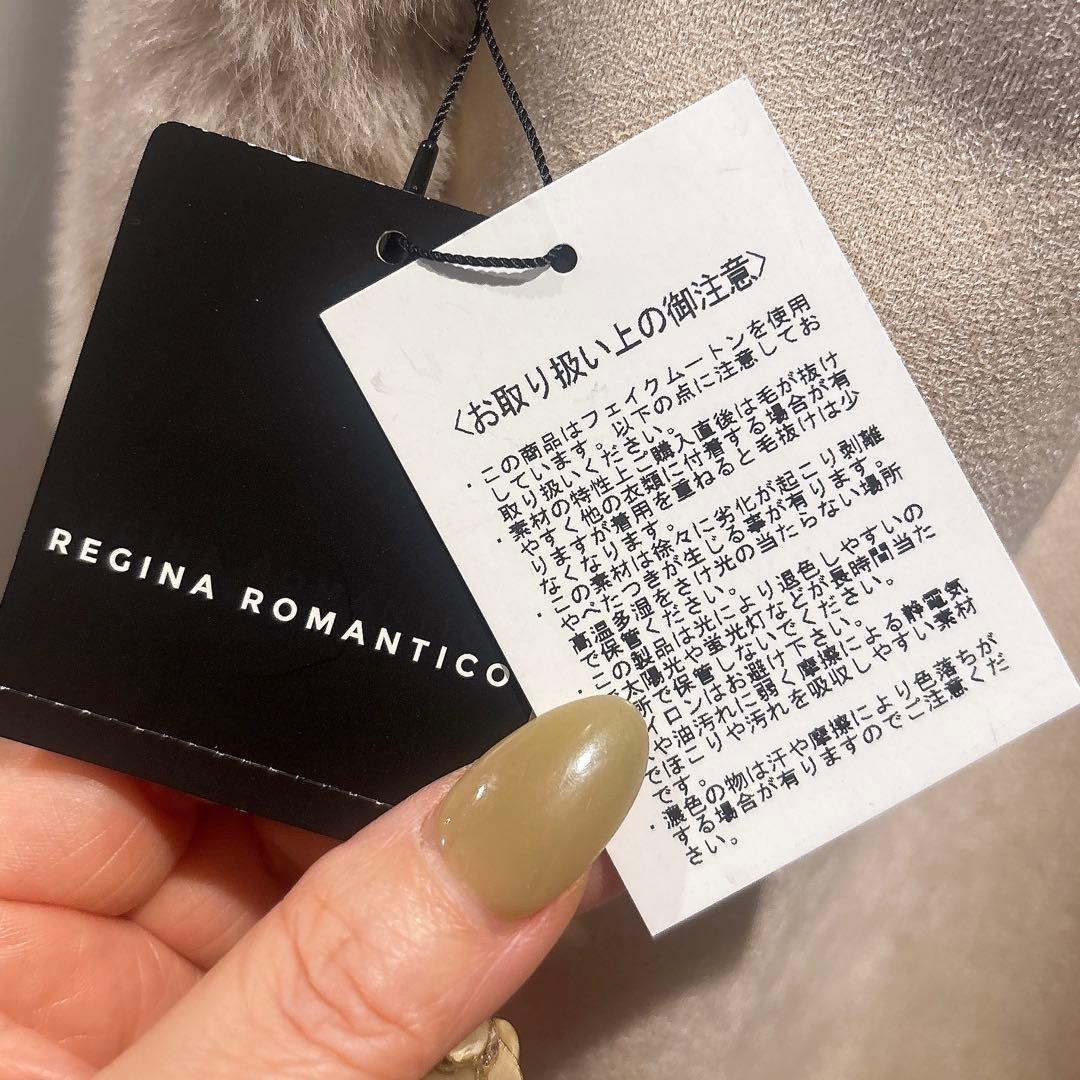 REGINA ROMANTICO
〈お取り扱い上の御注意〉
この商品はフェイクムートンを使用
しています。以下の点に注意してお
取り扱いください。
・素材の特性上ご購入直後は毛が抜け
やすく他の衣類に付着する場合が有
りますが着用を重ねると毛抜けは少
なくなります。
・この素材は徐々に劣化が起こり剥離
やべたつきが生じる事が有ります。
高温多湿をさけ光の当たらない場所
で保管ください。
・この製品は光により退色しやすいの
太陽光や蛍光灯などが長時間当た
所で保管しないでください。
イロンはお避け下さい。
や油汚れに弱く摩擦による静電気
でほこりや汚れを吸収しやすい素材
です。
・濃色の物は汗や摩擦により色落ちが
する場合が有りますのでご注意くだ
さい。